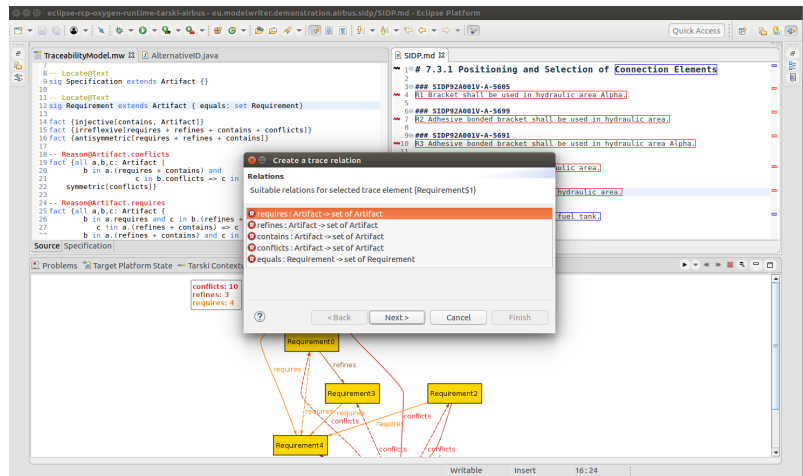 eclipse-rcp-oxygen-runtime-tarski-airbus - eu.modelwriter.demonstration.airbus.sidp/SIDP.md - Eclipse Platform
Quick Access
TraceabilityModel.mw
AlternativeID.java
7
8 -- Locate@Text
9 sig Specification extends Artifact {}
10
11 -- Locate@Text
12 sig Requirement extends Artifact { equals: set Requirement}
13
14 fact {injective[contains, Artifact]}
15 fact {irreflexive[requires + refines + contains + conflicts]}
16 fact {antisymmetric[requires + refines + contains]}
17
18 -- Reason@Artifact.conflicts
19 fact {all a,b,c: Artifact |
20 b in a.(requires + contains) and
21 c in b.conflicts => c in
22 symmetric[conflicts]}
23
24 -- Reason@Artifact.requires
25 fact {all a,b,c: Artifact {
26 b in a.requires and c in b.(refines +
27 c !in a.(refines + contains) => c
b in a.(refines + contains) and c in
Source Specification
SIDP.md
1 # 7.3.1 Positioning and Selection of Connection Elements
2
3 ### SIDP92A001V-A-5605
4 R1 Bracket shall be used in hydraulic area Alpha.
5
6 ### SIDP92A001V-A-5699
7 R2 Adhesive bonded bracket shall be used in hydraulic area.
8
9 ### SIDP92A001V-A-5691
10 R3 Adhesive bonded bracket shall be used in hydraulic area Alpha.
11
ulic area.
hydraulic area.
fuel tank.
Create a trace relation
Relations
Suitable relations for selected trace element {Requirement$1}
requires : Artifact -> set of Artifact
refines : Artifact -> set of Artifact
contains : Artifact -> set of Artifact
conflicts : Artifact -> set of Artifact
equals : Requirement -> set of Requirement
< Back
Next >
Cancel
Finish
Problems
Target Platform State
Tarski Context
conflicts: 10
refines: 3
requires: 4
Requirement0
requires
refines
Requirement3
Requirement2
requires
requires
conflicts
requires
conflicts
Requirement4
conflicts
conflicts
Writable
Insert
16 : 24